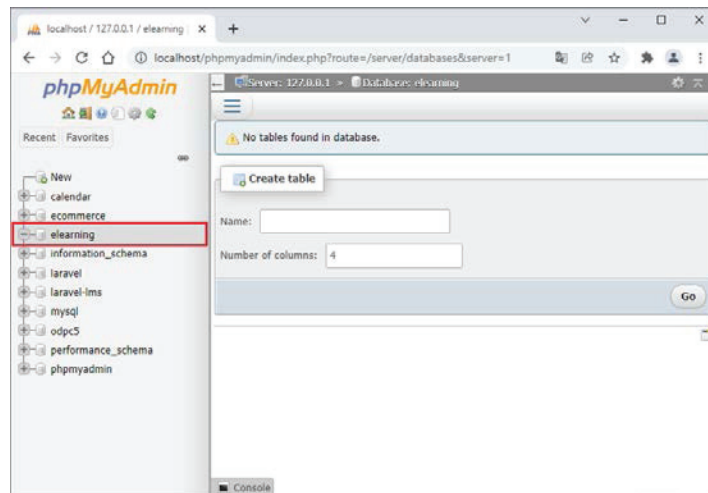 localhost / 127.0.0.1 / elearning
localhost/phpmyadmin/index.php?route=/server/databases&server=1
phpMyAdmin
Recent Favorites
New
calendar
ecommerce
elearning
information_schema
laravel
laravel-lms
mysql
odpc5
performance_schema
phpmyadmin
Server: 127.0.0.1 » Database: elearning
No tables found in database.
Create table
Name:
Number of columns: 4
Go
Console